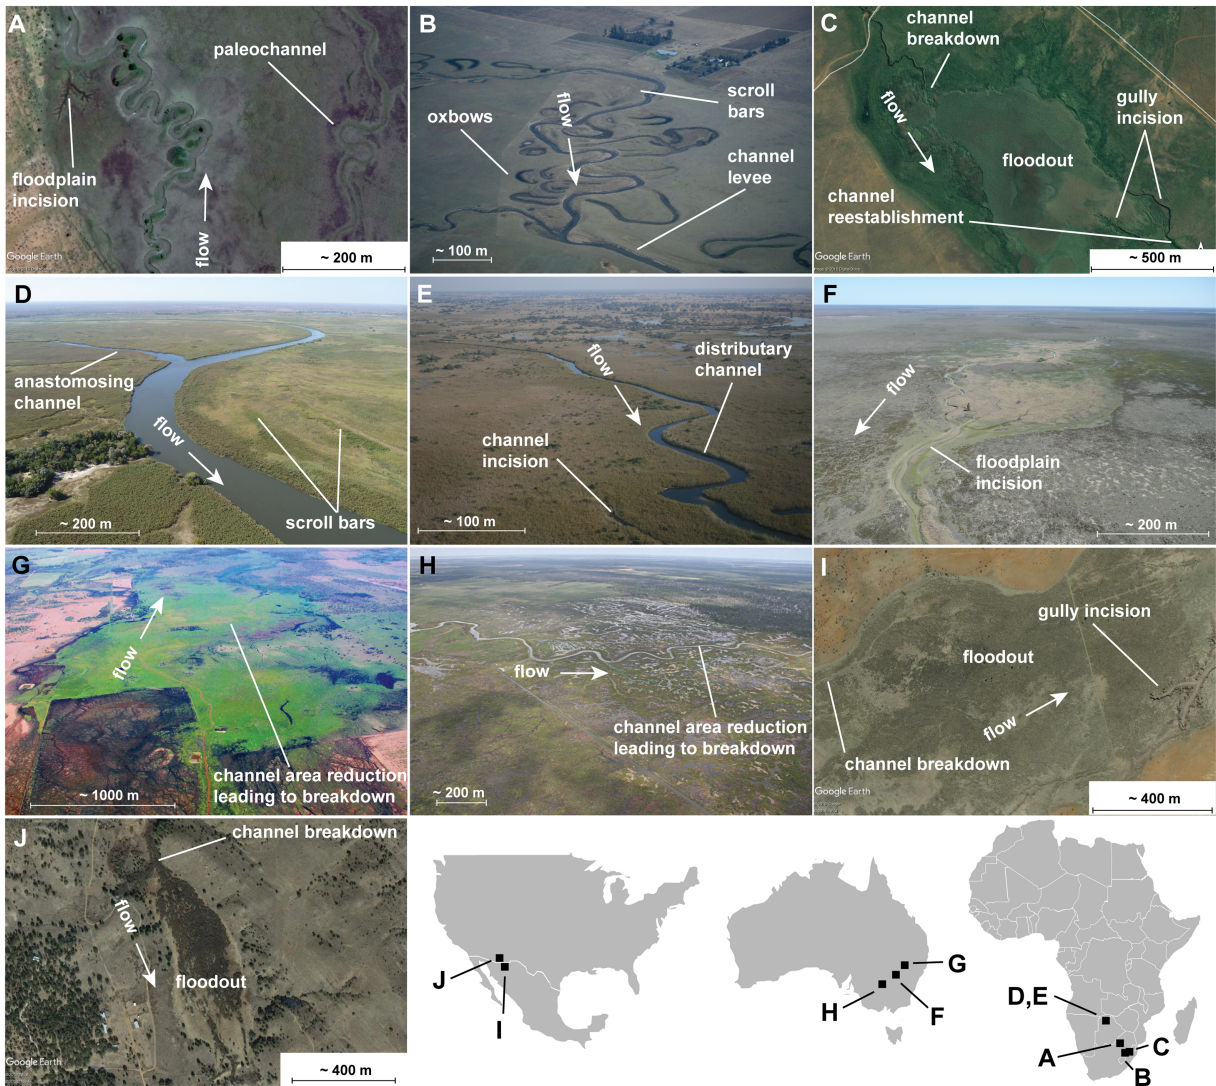 A
paleochannel
floodplain
incision
flow
Google Earth
~ 200 m
B
oxbows
flow
scroll
bars
channel
levee
~ 100 m
C
channel
breakdown
flow
gully
incision
floodout
channel
reestablishment
Google Earth
~ 500 m
D
anastomosing
channel
flow
scroll bars
~ 200 m
E
flow
distributary
channel
channel
incision
~ 100 m
F
flow
floodplain
incision
~ 200 m
G
flow
channel area reduction
leading to breakdown
~ 1000 m
H
flow
channel area reduction
leading to breakdown
~ 200 m
I
gully incision
floodout
flow
channel breakdown
Google Earth
~ 400 m
J
channel breakdown
flow
floodout
Google Earth
~ 400 m
J
I
G
H
F
D,E
A
C
B